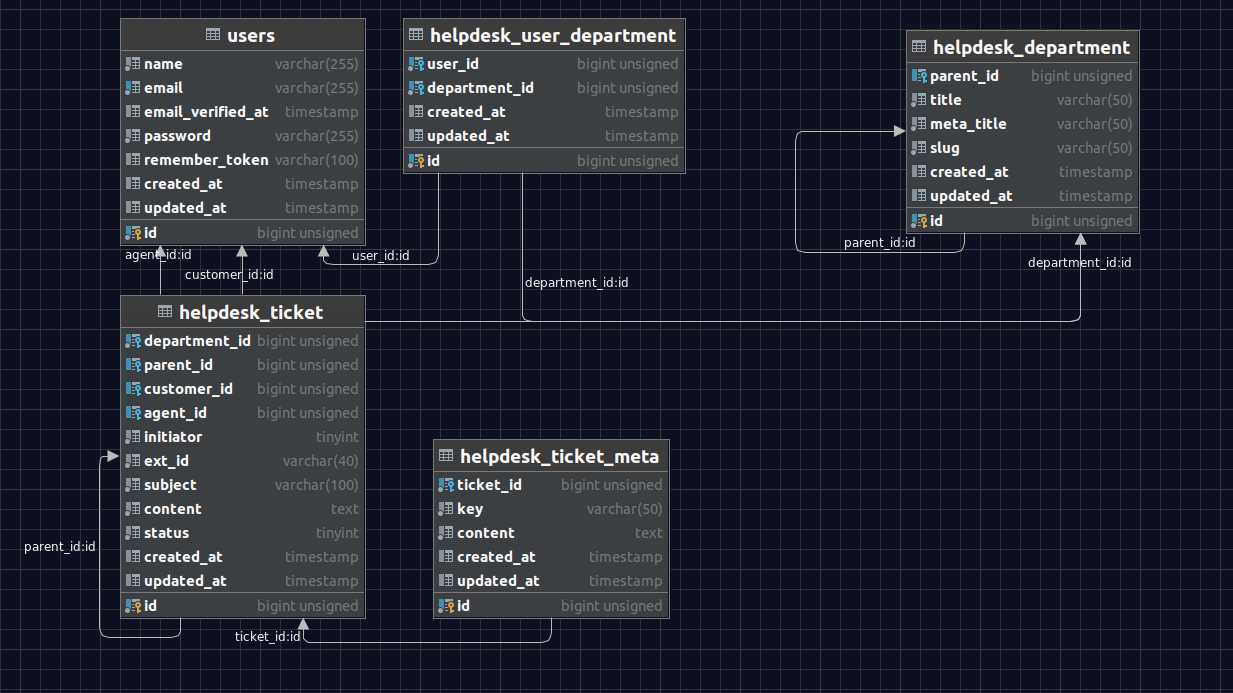 users
name varchar(255)
email varchar(255)
email_verified_at timestamp
password varchar(255)
remember_token varchar(100)
created_at timestamp
updated_at timestamp
id bigint unsigned
helpdesk_user_department
user_id bigint unsigned
department_id bigint unsigned
created_at timestamp
updated_at timestamp
id bigint unsigned
helpdesk_department
parent_id bigint unsigned
title varchar(50)
meta_title varchar(50)
slug varchar(50)
created_at timestamp
updated_at timestamp
id bigint unsigned
agent_id:id
customer_id:id
user_id:id
department_id:id
parent_id:id
department_id:id
helpdesk_ticket
department_id bigint unsigned
parent_id bigint unsigned
customer_id bigint unsigned
agent_id bigint unsigned
initiator tinyint
ext_id varchar(40)
subject varchar(100)
content text
status tinyint
created_at timestamp
updated_at timestamp
id bigint unsigned
parent_id:id
helpdesk_ticket_meta
ticket_id bigint unsigned
key varchar(50)
content text
created_at timestamp
updated_at timestamp
id bigint unsigned
ticket_id:id